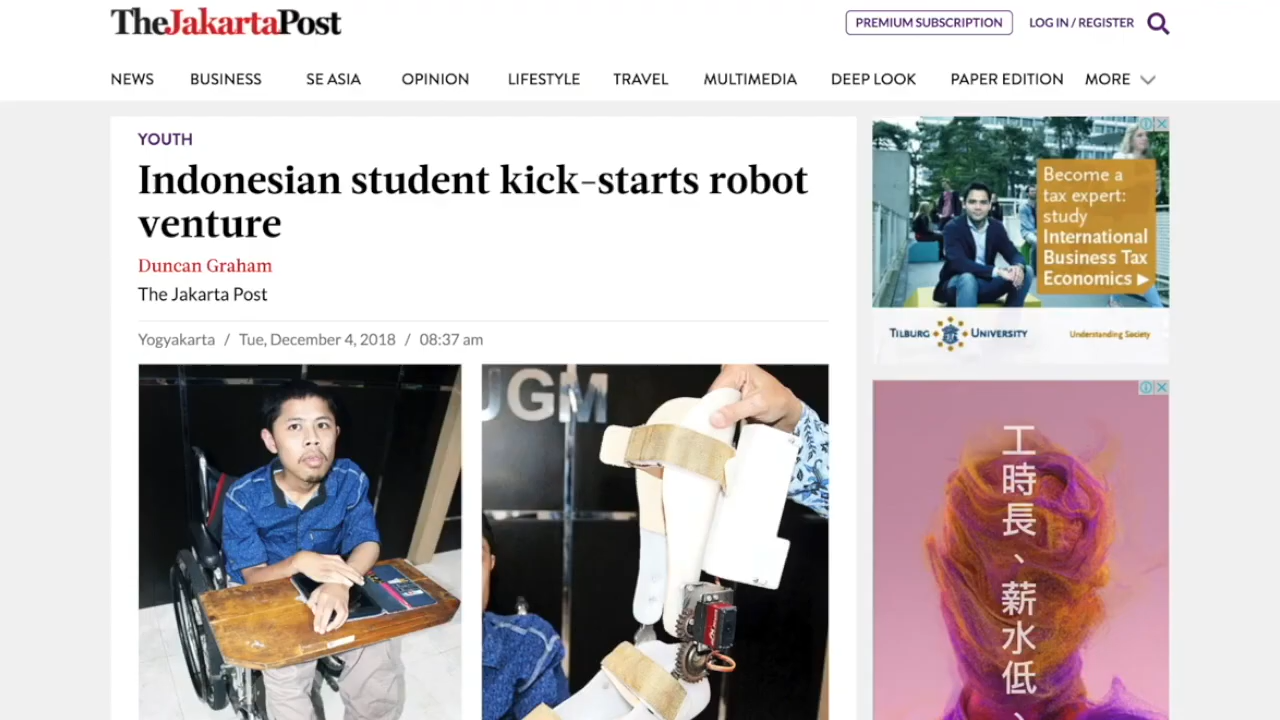 TheJakartaPost
PREMIUM SUBSCRIPTION
LOG IN / REGISTER
NEWS
BUSINESS
SE ASIA
OPINION
LIFESTYLE
TRAVEL
MULTIMEDIA
DEEP LOOK
PAPER EDITION
MORE
YOUTH
Indonesian student kick-starts robot
venture
Duncan Graham
The Jakarta Post
Yogyakarta / Tue, December 4, 2018 / 08:37 am
UGM
Become a
tax expert:
study
International
Business Tax
Economics
TILBURG UNIVERSITY
Understanding Society
工時長、薪水低、